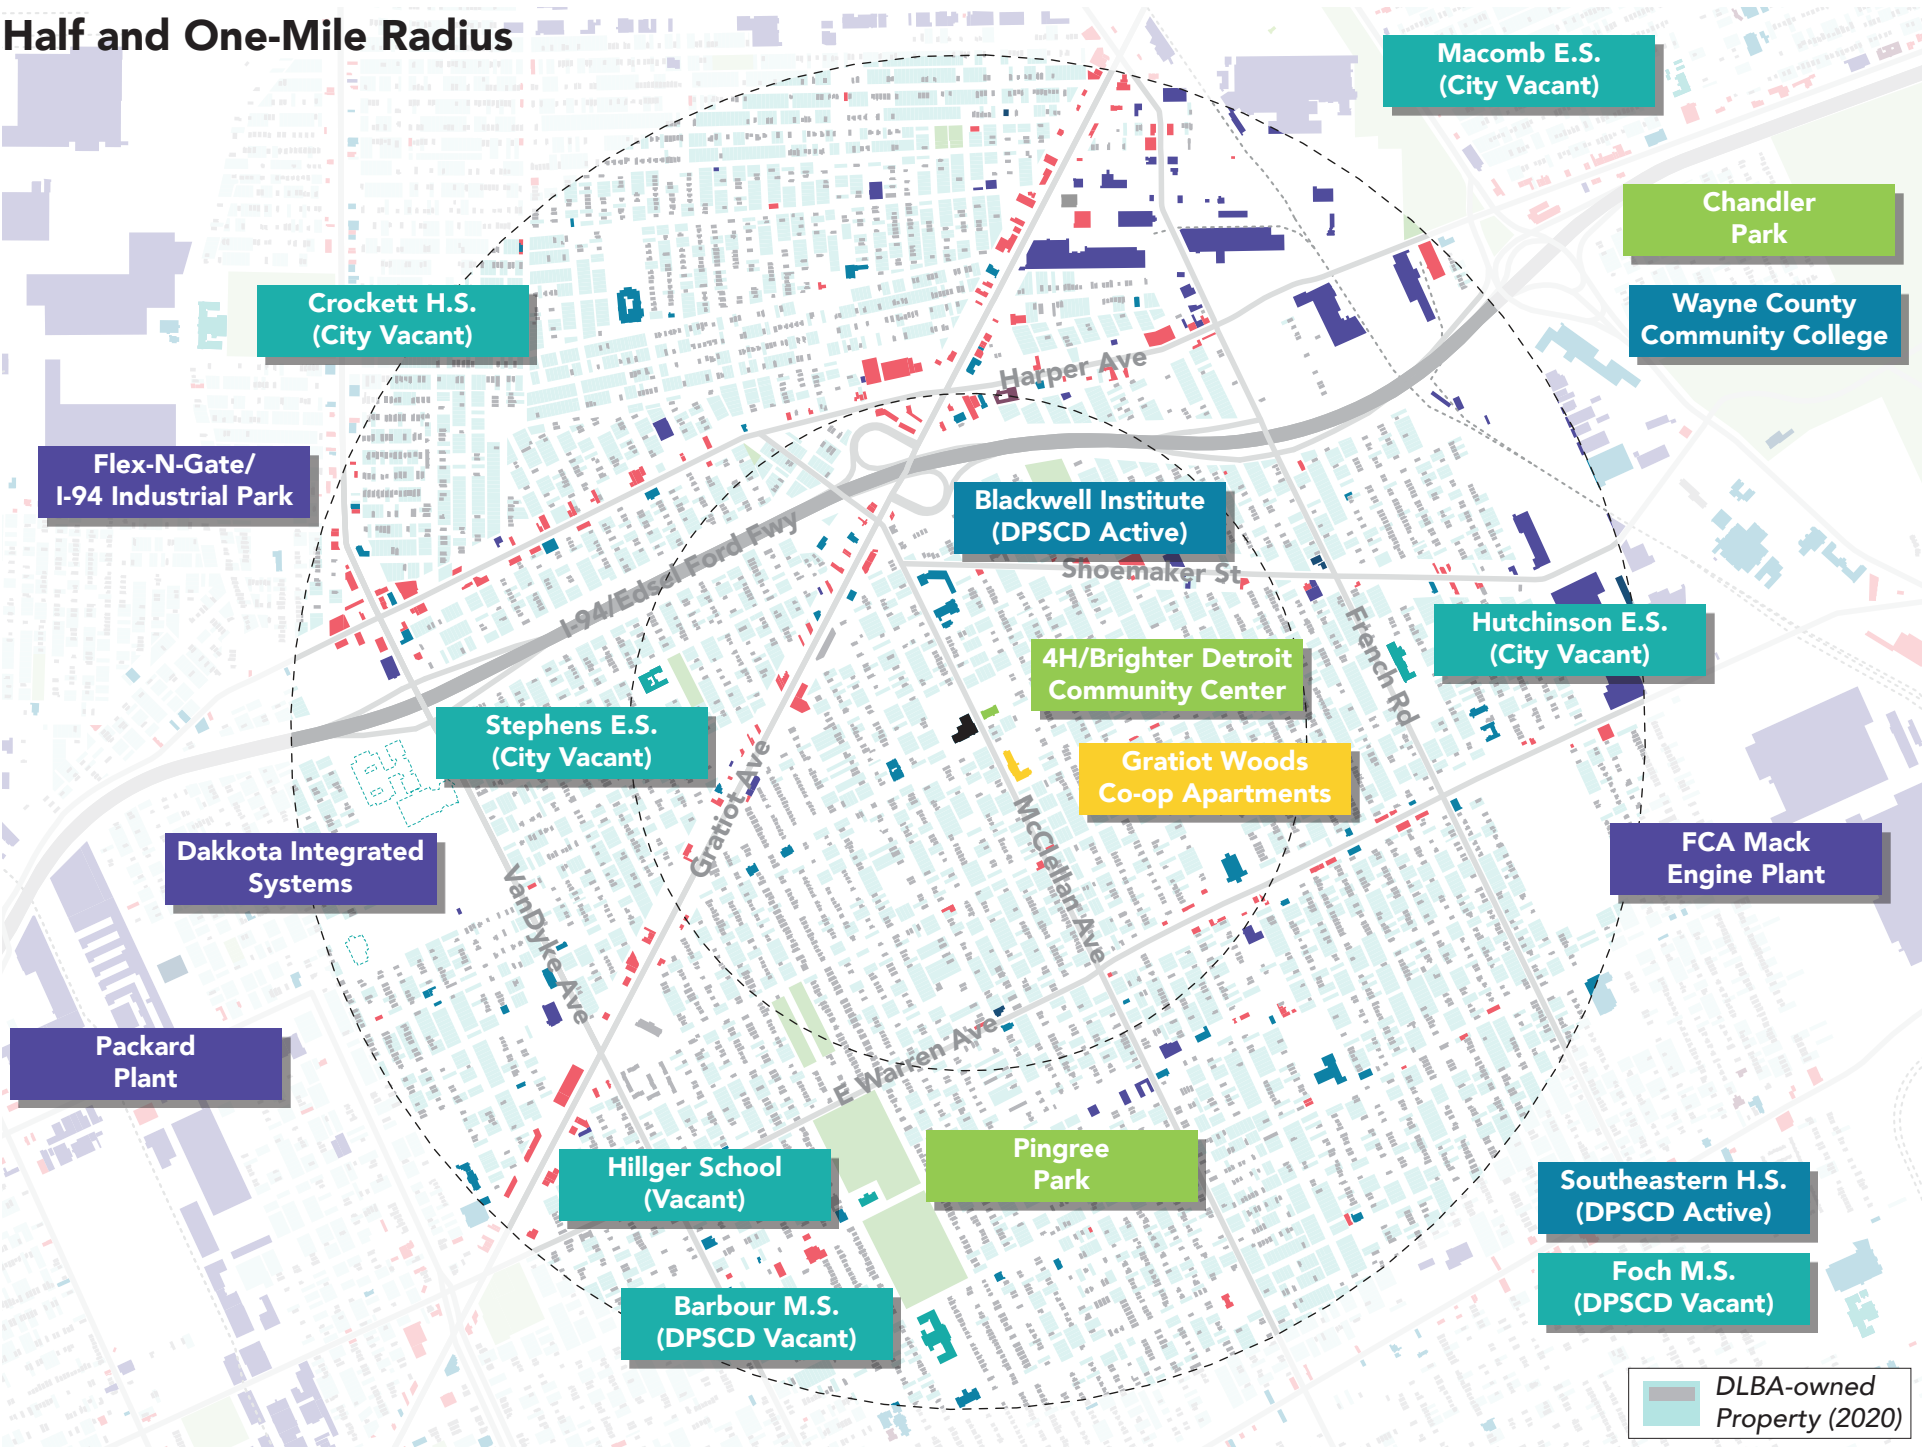 Half and One-Mile Radius
Macomb E.S.
(City Vacant)
Chandler
Park
Crockett H.S.
(City Vacant)
Wayne County
Community College
Harper Ave
Flex-N-Gate/
I-94 Industrial Park
Blackwell Institute
(DPSCD Active)
I-94/Edsel Ford Fwy
Shoemaker St
French Rd
Hutchinson E.S.
(City Vacant)
4H/Brighter Detroit
Community Center
Stephens E.S.
(City Vacant)
Gratiot Woods
Co-op Apartments
Gratiot Ave
McClellan Ave
Dakkota Integrated
Systems
FCA Mack
Engine Plant
VanDyke Ave
Packard
Plant
E Warren Ave
Hillger School
(Vacant)
Pingree
Park
Southeastern H.S.
(DPSCD Active)
Foch M.S.
(DPSCD Vacant)
Barbour M.S.
(DPSCD Vacant)
DLBA-owned
Property (2020)